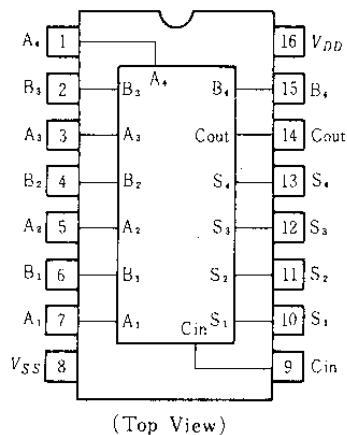 A₄ 1 16 V_DD
A₄
B₃ 2 B₃ B₄ 15 B₄
A₃ 3 A₃ Cout 14 Cout
B₂ 4 B₂ S₄ 13 S₄
A₂ 5 A₂ S₃ 12 S₃
B₁ 6 B₁ S₂ 11 S₂
A₁ 7 A₁ S₁ 10 S₁
Cin
V_SS 8 9 Cin
(Top View)